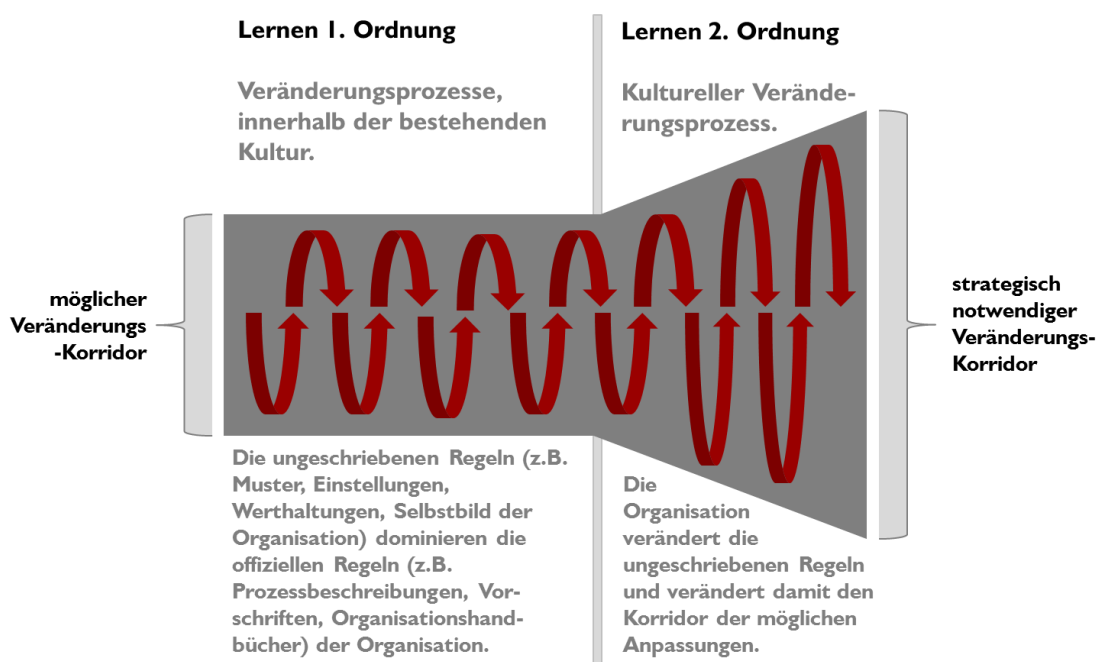 Lernen 1. Ordnung
Veränderungsprozesse,
innerhalb der bestehenden
Kultur.
Lernen 2. Ordnung
Kultureller Verände-
rungsprozess.
möglicher
Veränderungs
-Korridor
strategisch
notwendiger
Veränderungs-
Korridor
Die ungeschriebenen Regeln (z.B.
Muster, Einstellungen,
Werthaltungen, Selbstbild der
Organisation) dominieren die
offiziellen Regeln (z.B.
Prozessbeschreibungen, Vor-
schriften, Organisationshand-
bücher) der Organisation.
Die
Organisation
verändert die
ungeschriebenen Regeln
und verändert damit den
Korridor der möglichen
Anpassungen.